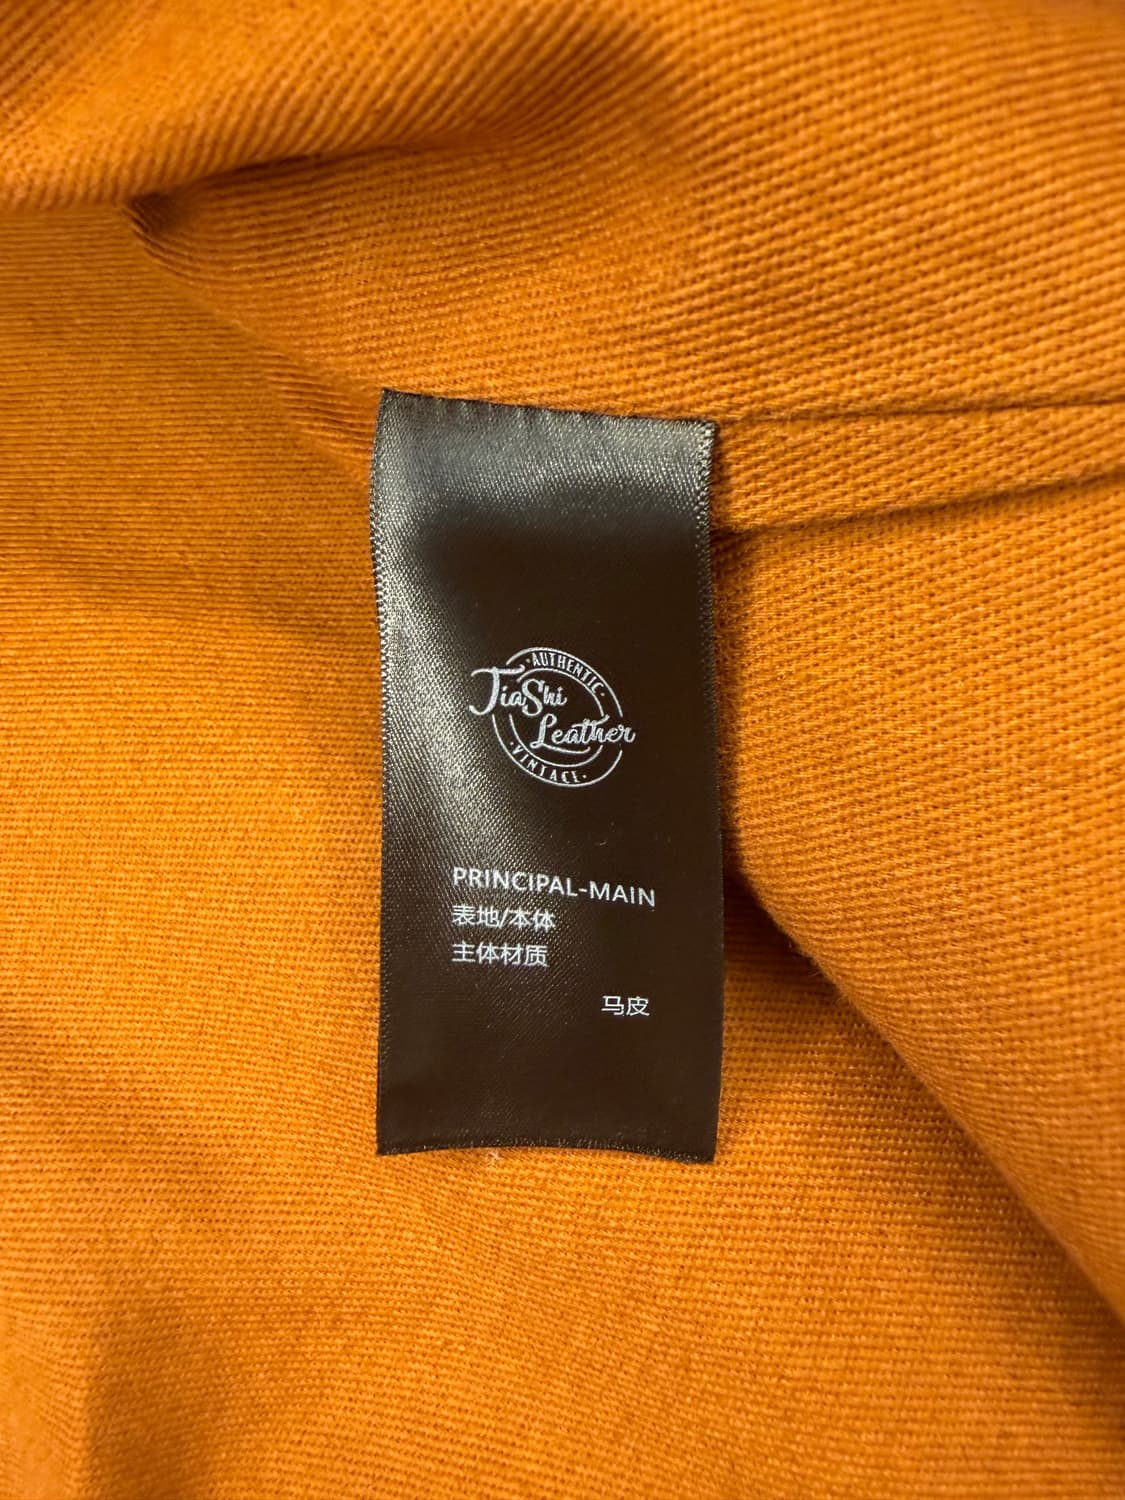 ·AUTHENTIC·
JiaShi
Leather
·VINTAGE·
PRINCIPAL-MAIN
表地/本体
主体材质
马皮